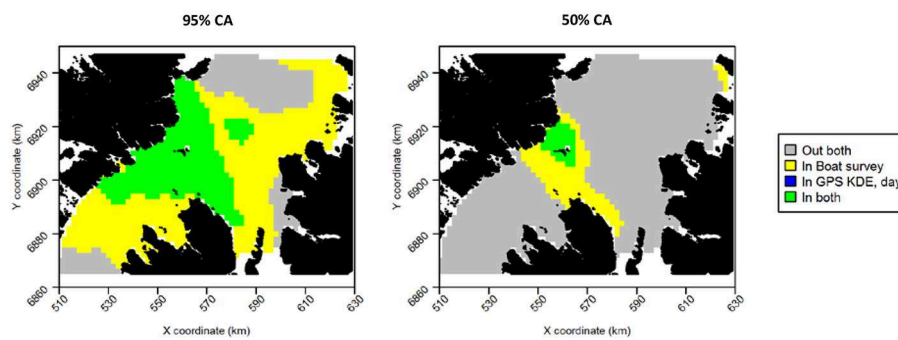 95% CA
50% CA
Y coordinate (km)
6940
6920
6900
6880
6860
510
530
550
570
590
610
630
X coordinate (km)
Y coordinate (km)
6940
6920
6900
6880
6860
510
530
550
570
590
610
630
X coordinate (km)
Out both
In Boat survey
In GPS KDE, day
In both